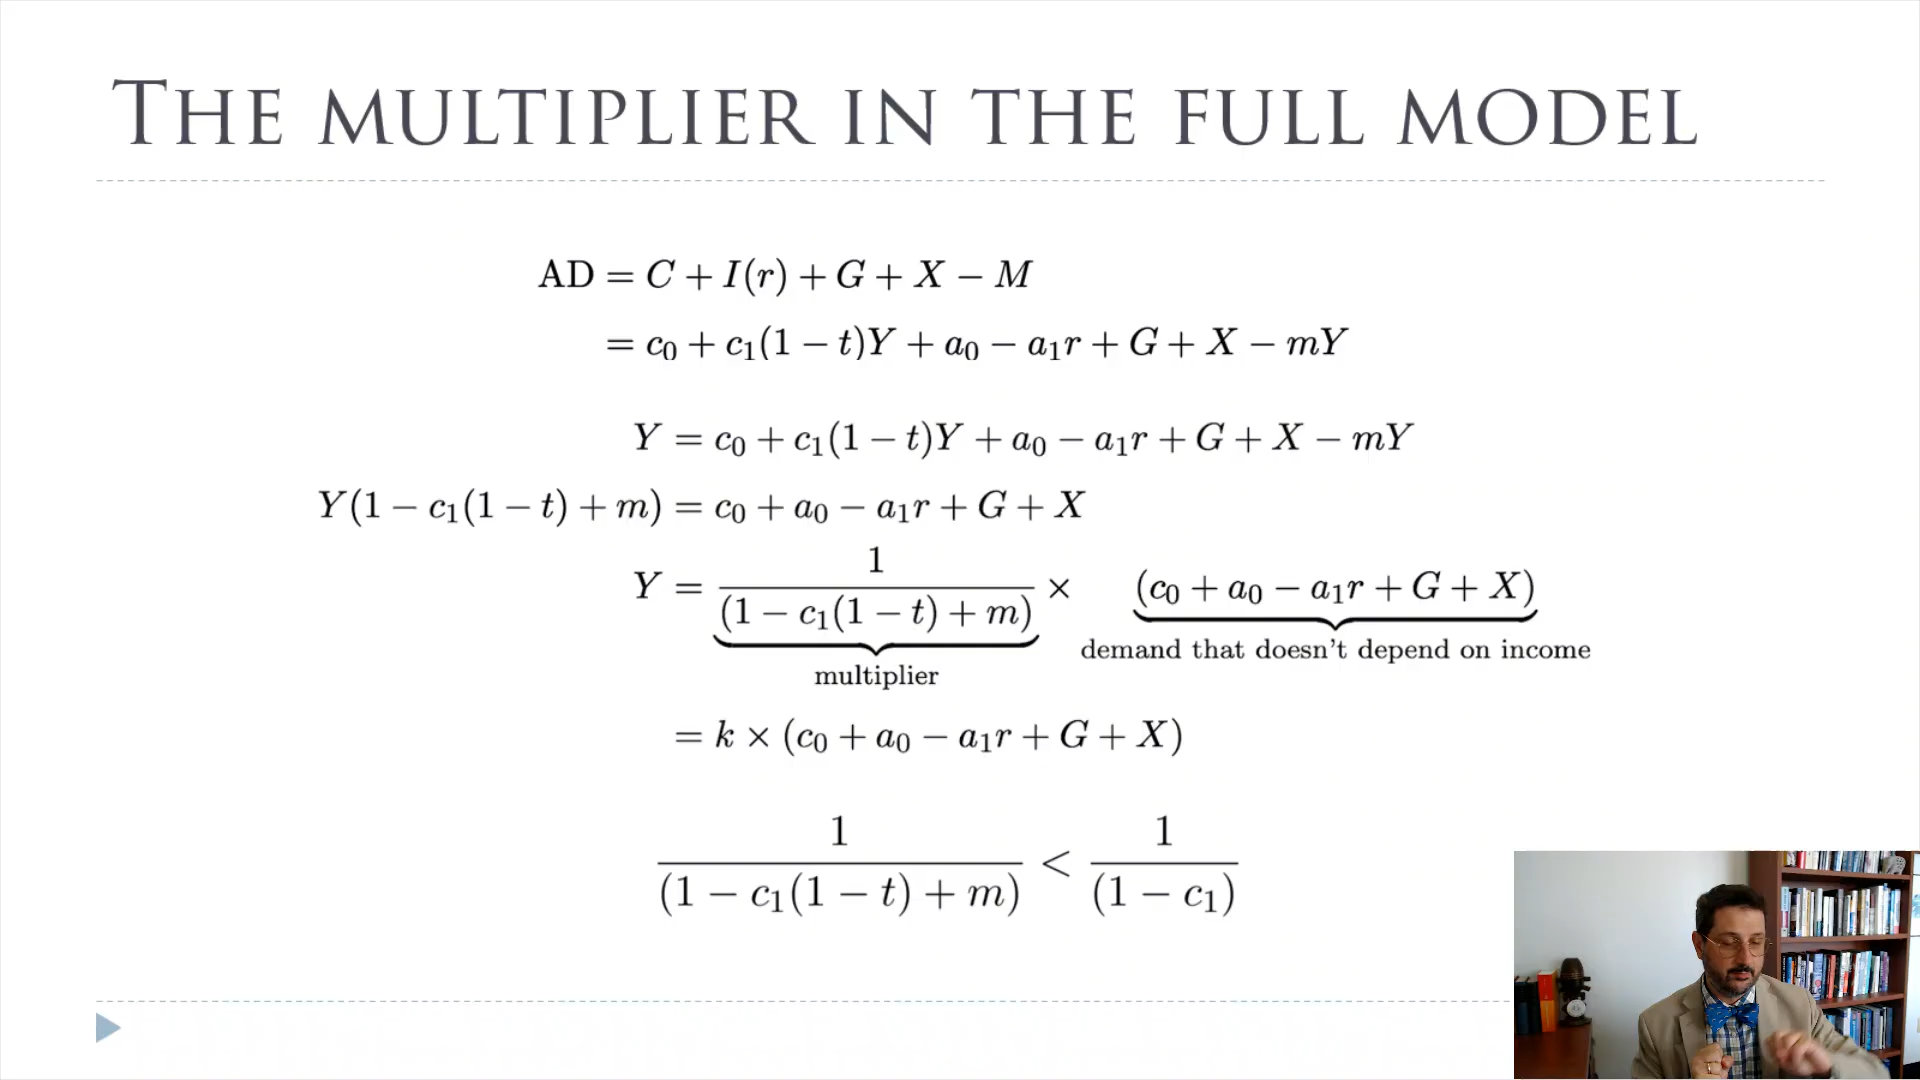 THE MULTIPLIER IN THE FULL MODEL
AD = C + I(r) + G + X − M
= c₀ + c₁(1 − t)Y + a₀ − a₁r + G + X − mY
Y = c₀ + c₁(1 − t)Y + a₀ − a₁r + G + X − mY
Y(1 − c₁(1 − t) + m) = c₀ + a₀ − a₁r + G + X
Y = 1 / (1 − c₁(1 − t) + m) × (c₀ + a₀ − a₁r + G + X)
multiplier
demand that doesn't depend on income
= k × (c₀ + a₀ − a₁r + G + X)
1 / (1 − c₁(1 − t) + m) < 1 / (1 − c₁)